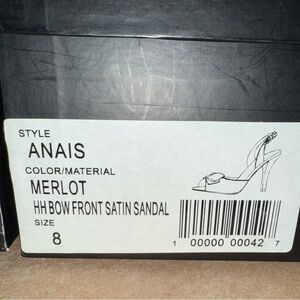 STYLE
ANAIS
COLOR/MATERIAL
MERLOT
HH BOW FRONT SATIN SANDAL
SIZE
8
1 00000 00042 7